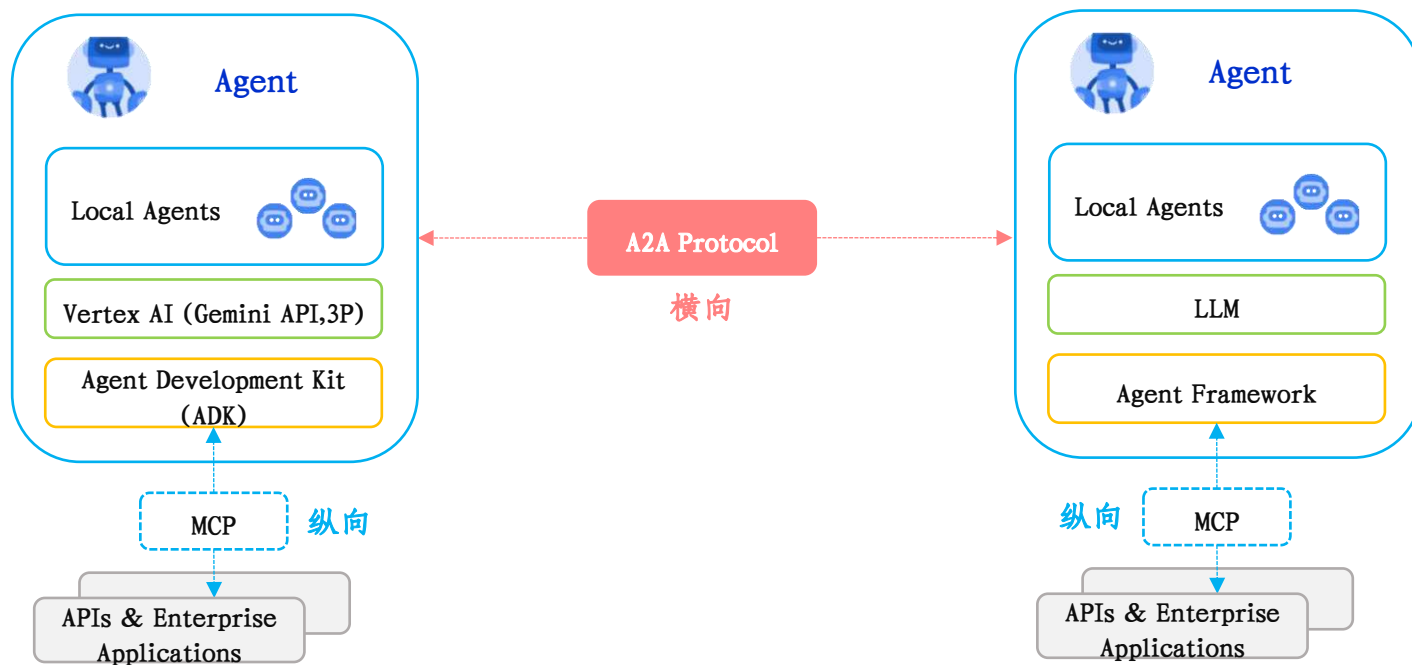 Agent
Local Agents
Vertex AI (Gemini API,3P)
Agent Development Kit
(ADK)
MCP
纵向
APIs & Enterprise
Applications
A2A Protocol
横向
Agent
Local Agents
LLM
Agent Framework
纵向
MCP
APIs & Enterprise
Applications